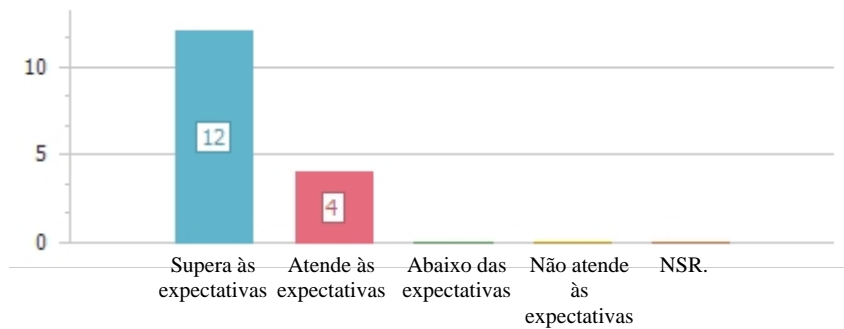 10
12
5
4
0
Supera às
expectativas
Atende às
expectativas
Abaixo das
expectativas
Não atende
às
expectativas
NSR.